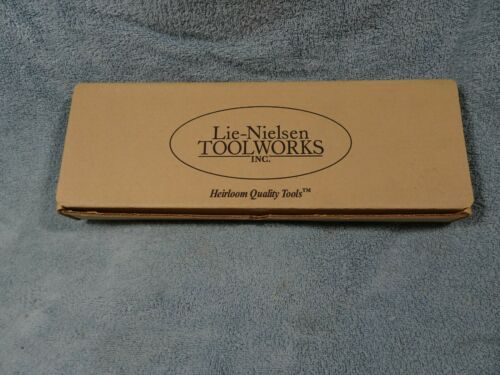 Lie-Nielsen
TOOLWORKS
INC.
Heirloom Quality Tools™